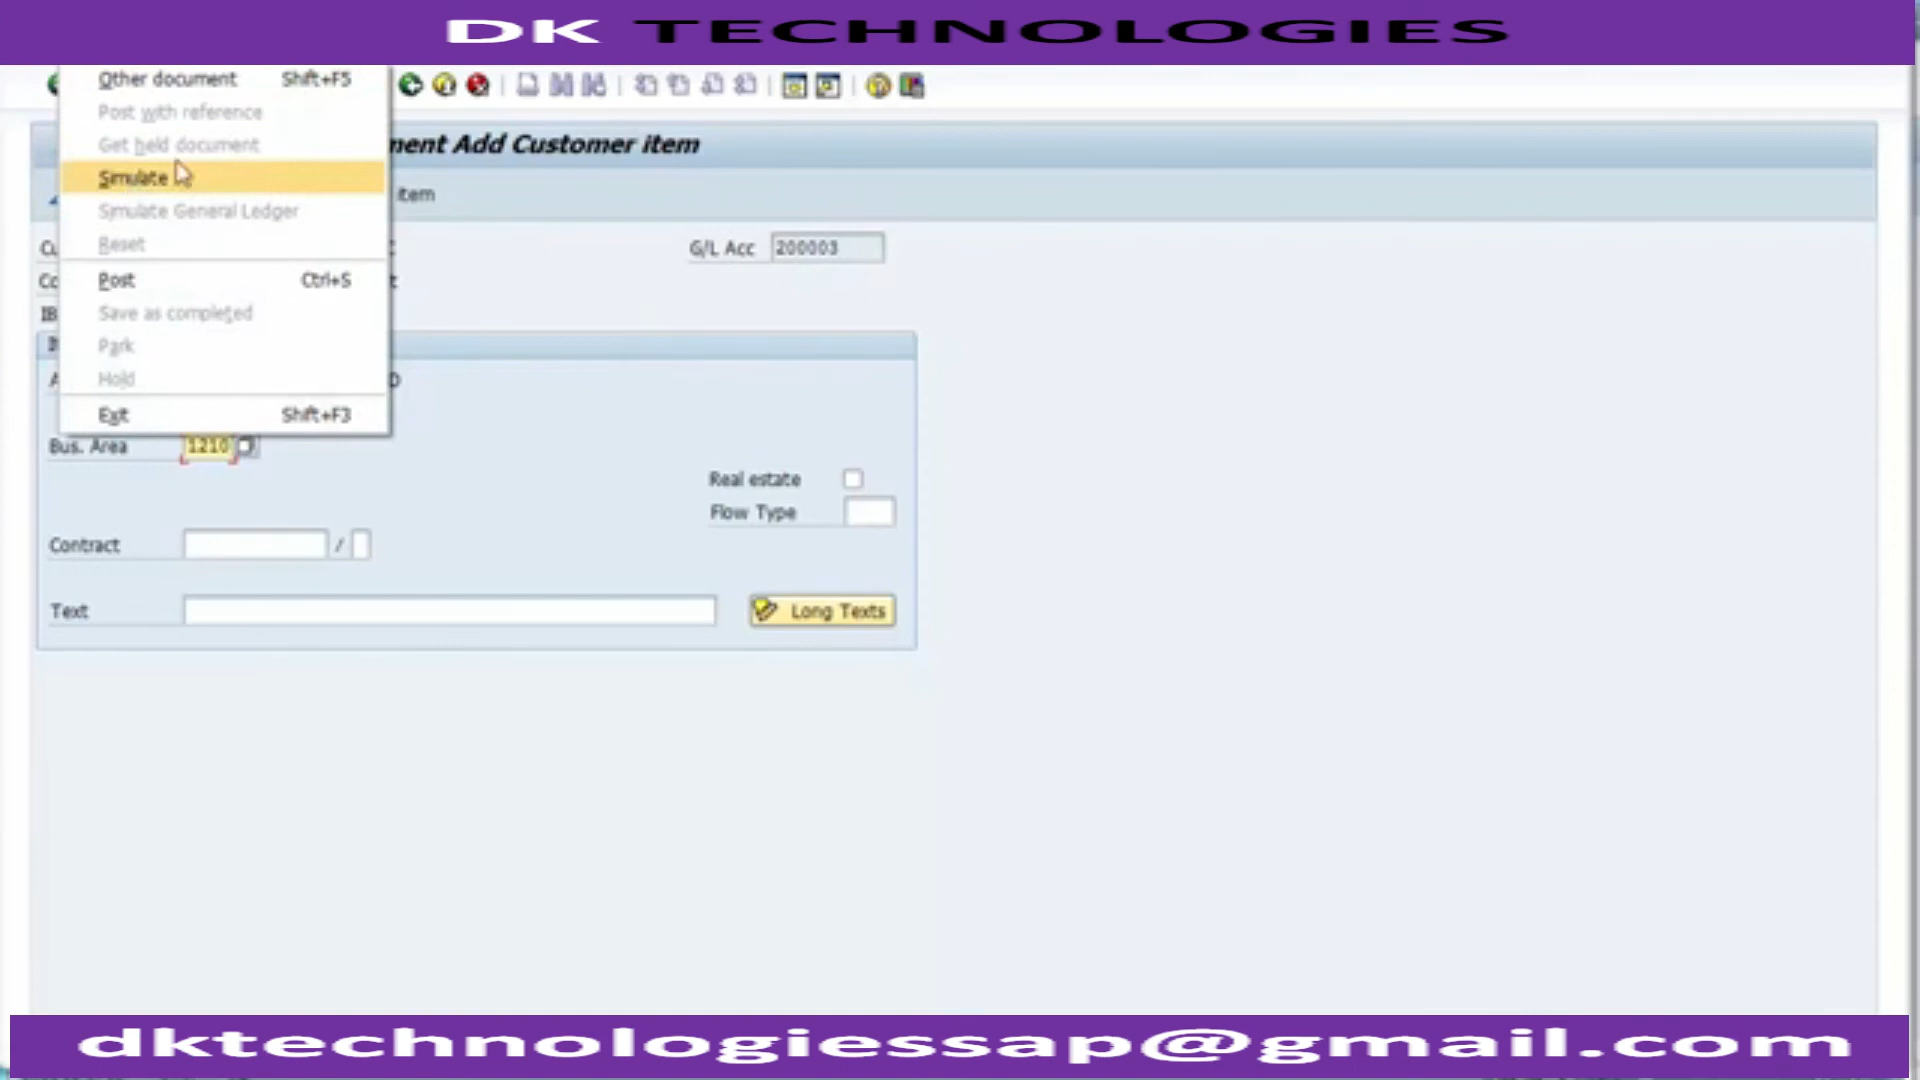 DK TECHNOLOGIES
Other document Shift+F5
Post with reference
Get held document
ment Add Customer item
Simulate
item
Simulate General Ledger
Reset
G/L Acc 200003
Post Ctrl+S
Save as completed
Park
Hold
Exit Shift+F3
Bus. Area 1210
Real estate
Flow Type
Contract /
Text Long Texts
dktechnologiessap@gmail.com